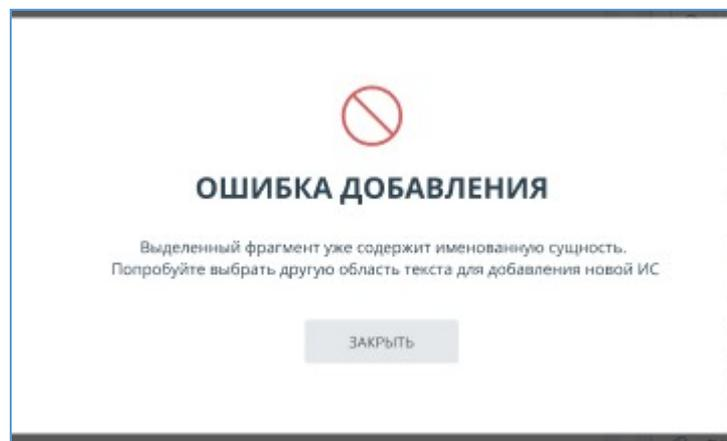 ОШИБКА ДОБАВЛЕНИЯ
Выделенный фрагмент уже содержит именованную сущность.
Попробуйте выбрать другую область текста для добавления новой ИС
ЗАКРЫТЬ